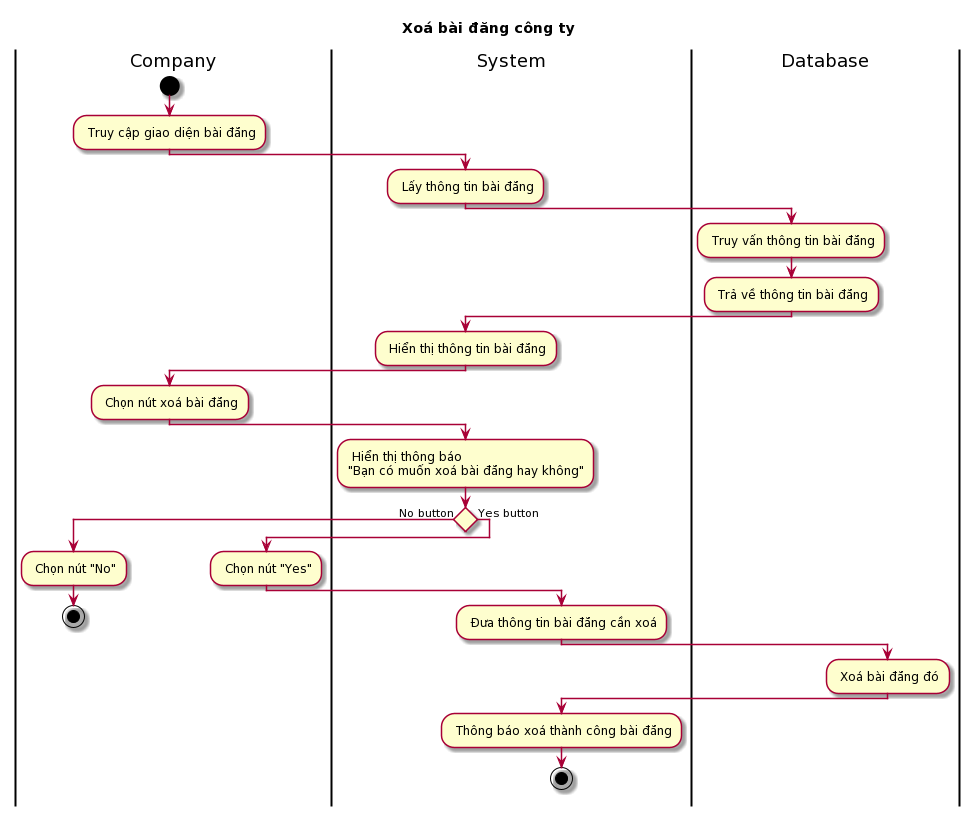 Xoá bài đăng công ty
Company
System
Database
Truy cập giao diện bài đăng
Lấy thông tin bài đăng
Truy vấn thông tin bài đăng
Trả về thông tin bài đăng
Hiển thị thông tin bài đăng
Chọn nút xoá bài đăng
Hiển thị thông báo
"Bạn có muốn xoá bài đăng hay không"
No button
Yes button
Chọn nút "No"
Chọn nút "Yes"
Đưa thông tin bài đăng cần xoá
Xoá bài đăng đó
Thông báo xoá thành công bài đăng